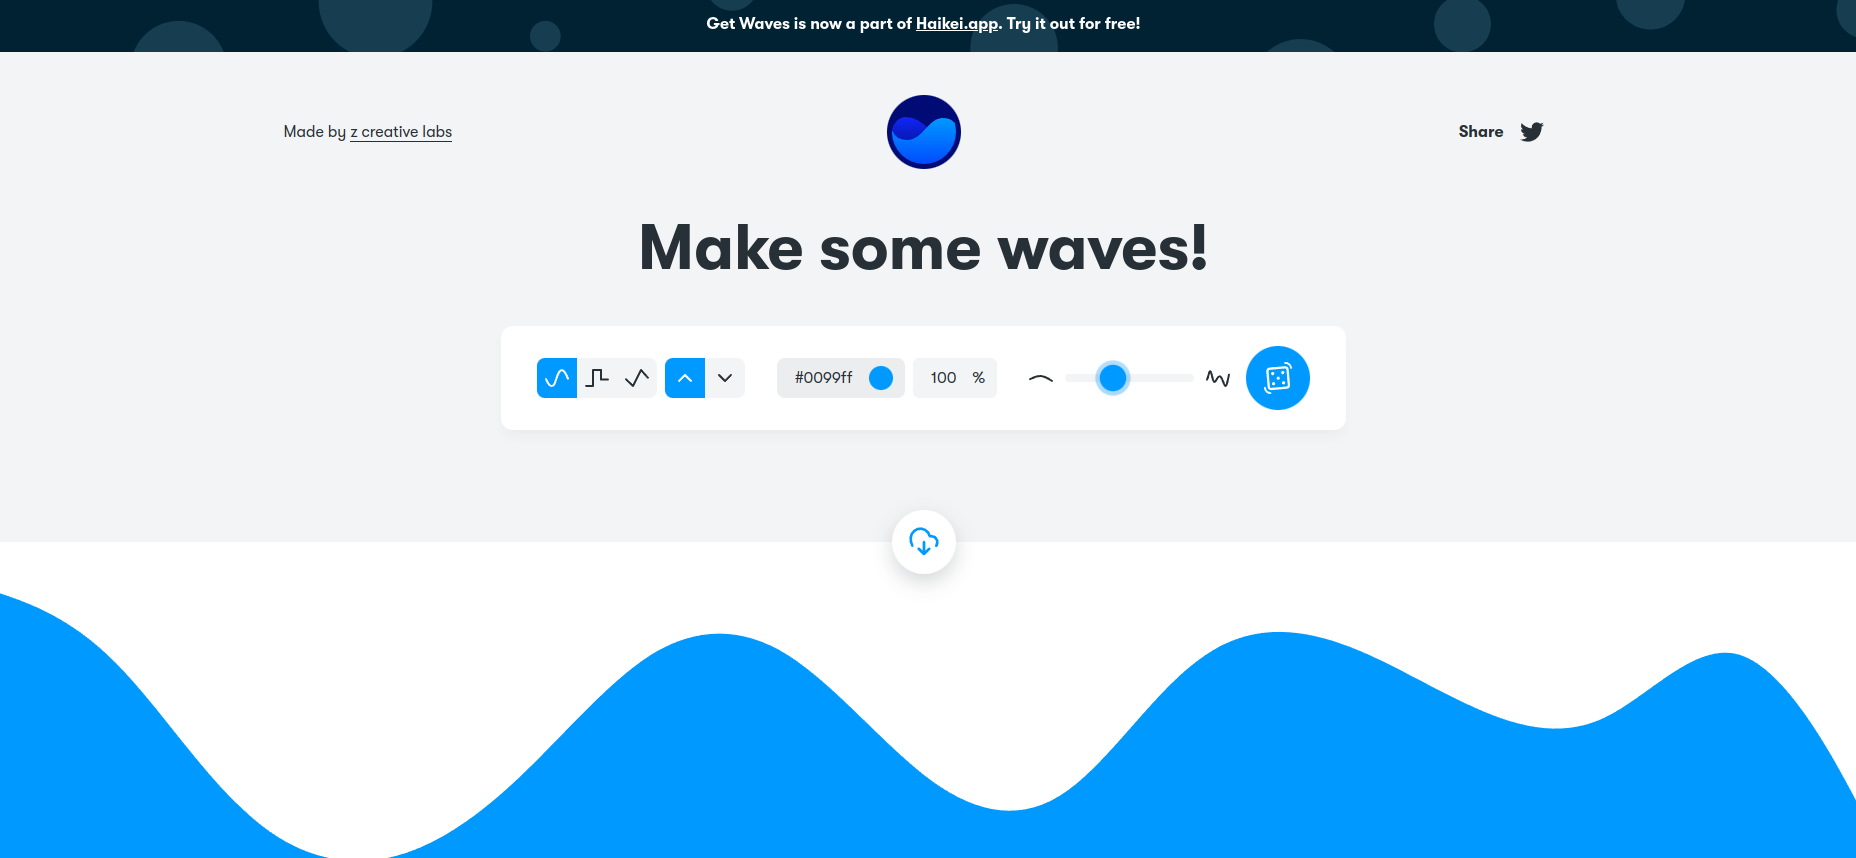 Get Waves is now a part of Haikei.app. Try it out for free!
Made by z creative labs
Share
Make some waves!
#0099ff
100 %